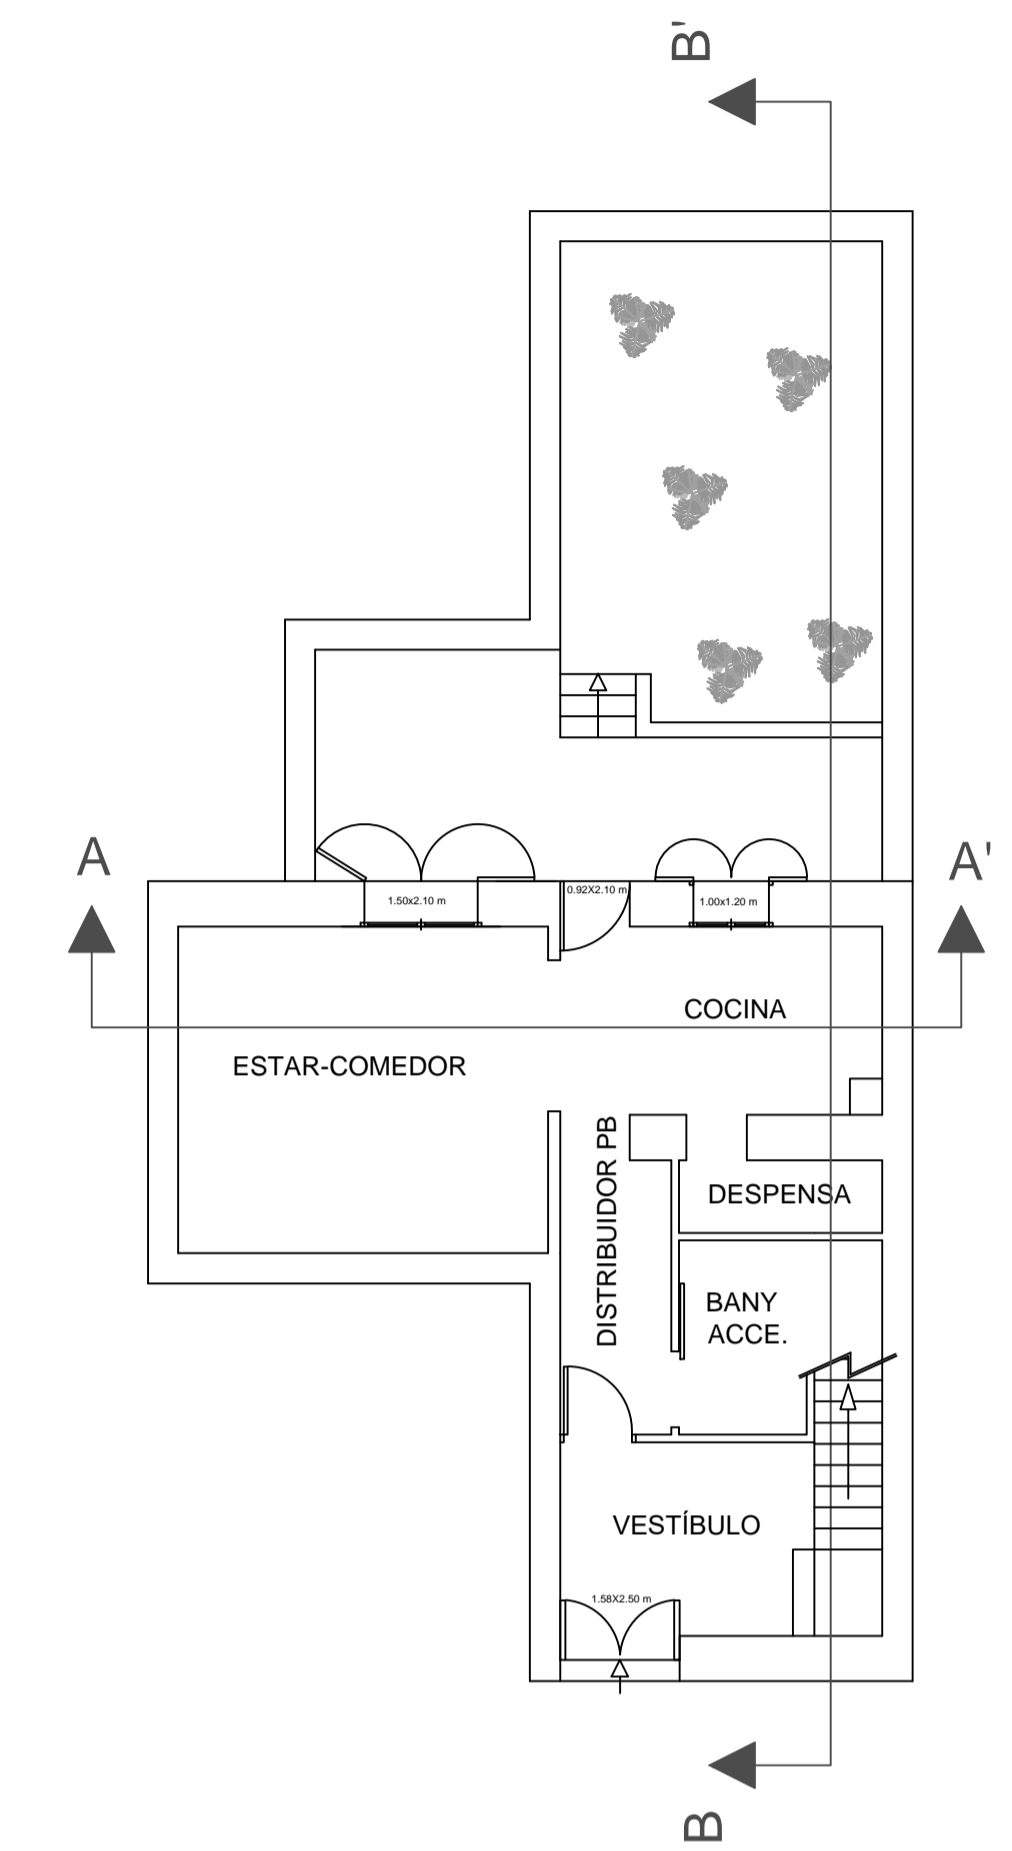 B'
A
A'
1.50x2.10 m
0.92X2.10 m
1.00x1.20 m
COCINA
ESTAR-COMEDOR
DISTRIBUIDOR PB
DESPENSA
BANY
ACCE.
VESTÍBULO
1.58X2.50 m
B